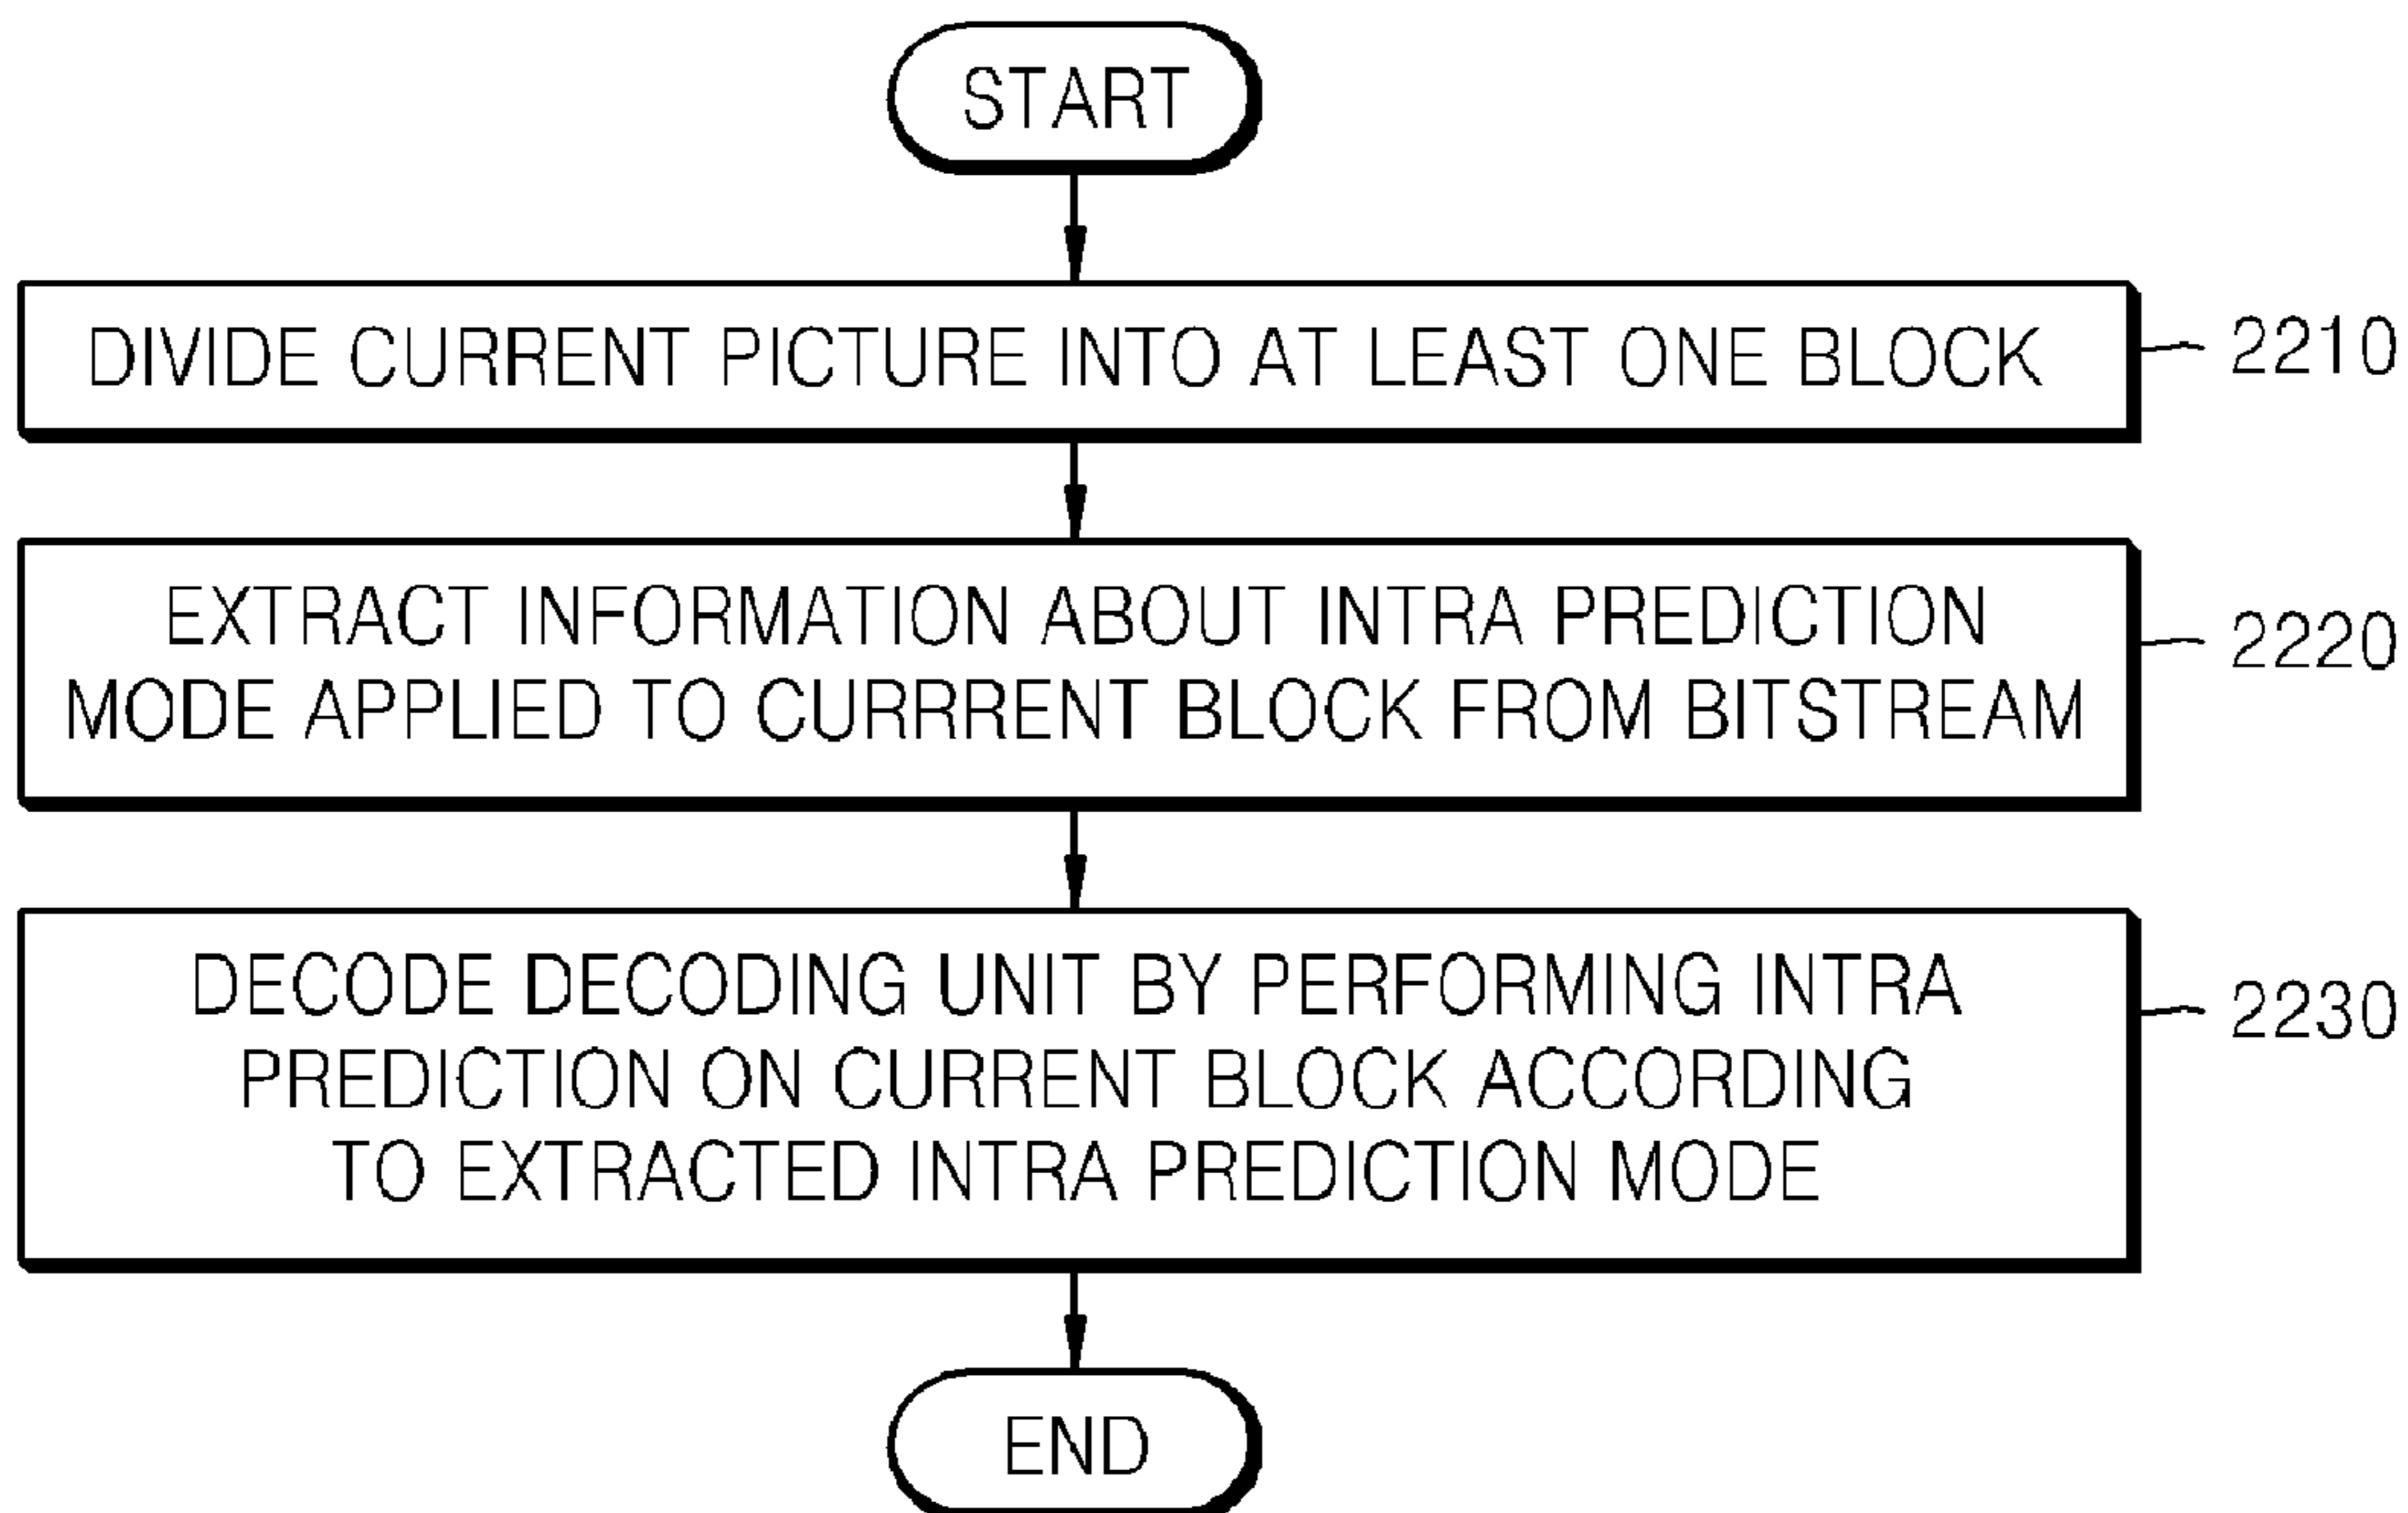 START
DIVIDE CURRENT PICTURE INTO AT LEAST ONE BLOCK
2210
EXTRACT INFORMATION ABOUT INTRA PREDICTION
MODE APPLIED TO CURRRENT BLOCK FROM BITSTREAM
2220
DECODE DECODING UNIT BY PERFORMING INTRA
PREDICTION ON CURRENT BLOCK ACCORDING
TO EXTRACTED INTRA PREDICTION MODE
2230
END